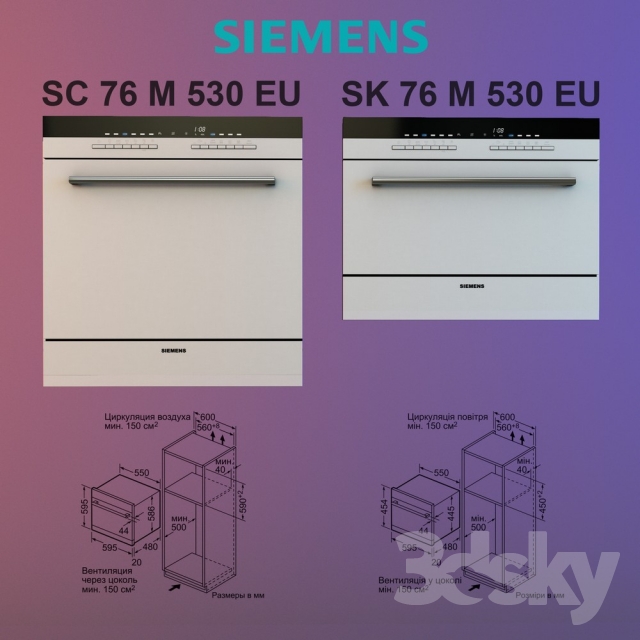 SIEMENS
SC 76 M 530 EU
SK 76 M 530 EU
1:08
SIEMENS
1:08
SIEMENS
Циркуляция воздуха
мин. 150 см²
600
560+8
мин.
40
550
590+2
595
586
44
мин.
500
595
480
20
Вентиляция
через цоколь
мин. 150 см²
Размеры в мм
Циркуляція повітря
мин. 150 см²
600
560+8
мин.
40
550
450+2
454
445
44
мін.
500
595
480
20
Вентиляція у цоколі
мін. 150 см²
Розміри в мм
3dsky